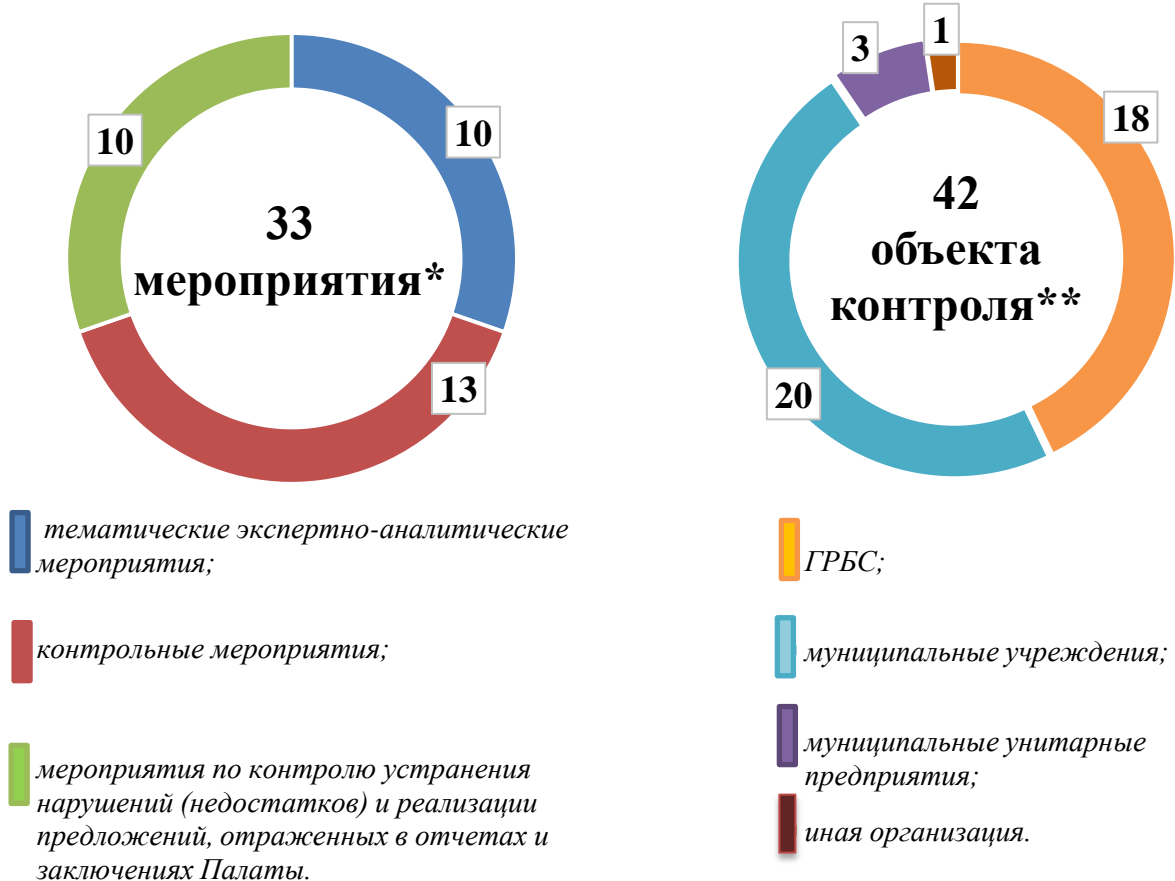 10
10
13
33
мероприятия*
3
1
18
20
42
объекта
контроля**
тематические экспертно-аналитические
мероприятия;
контрольные мероприятия;
мероприятия по контролю устранения
нарушений (недостатков) и реализации
предложений, отраженных в отчетах и
заключениях Палаты.
ГРБС;
муниципальные учреждения;
муниципальные унитарные
предприятия;
иная организация.